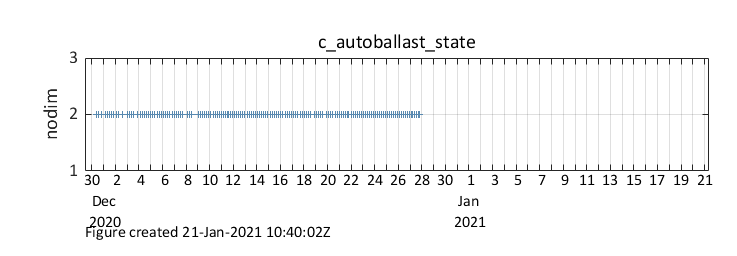 c_autoballast_state
3
2
1
nodim
30 2 4 6 8 10 12 14 16 18 20 22 24 26 28 30 1 3 5 7 9 11 13 15 17 19 21
Dec Jan
2020 2021
Figure created 21-Jan-2021 10:40:02Z